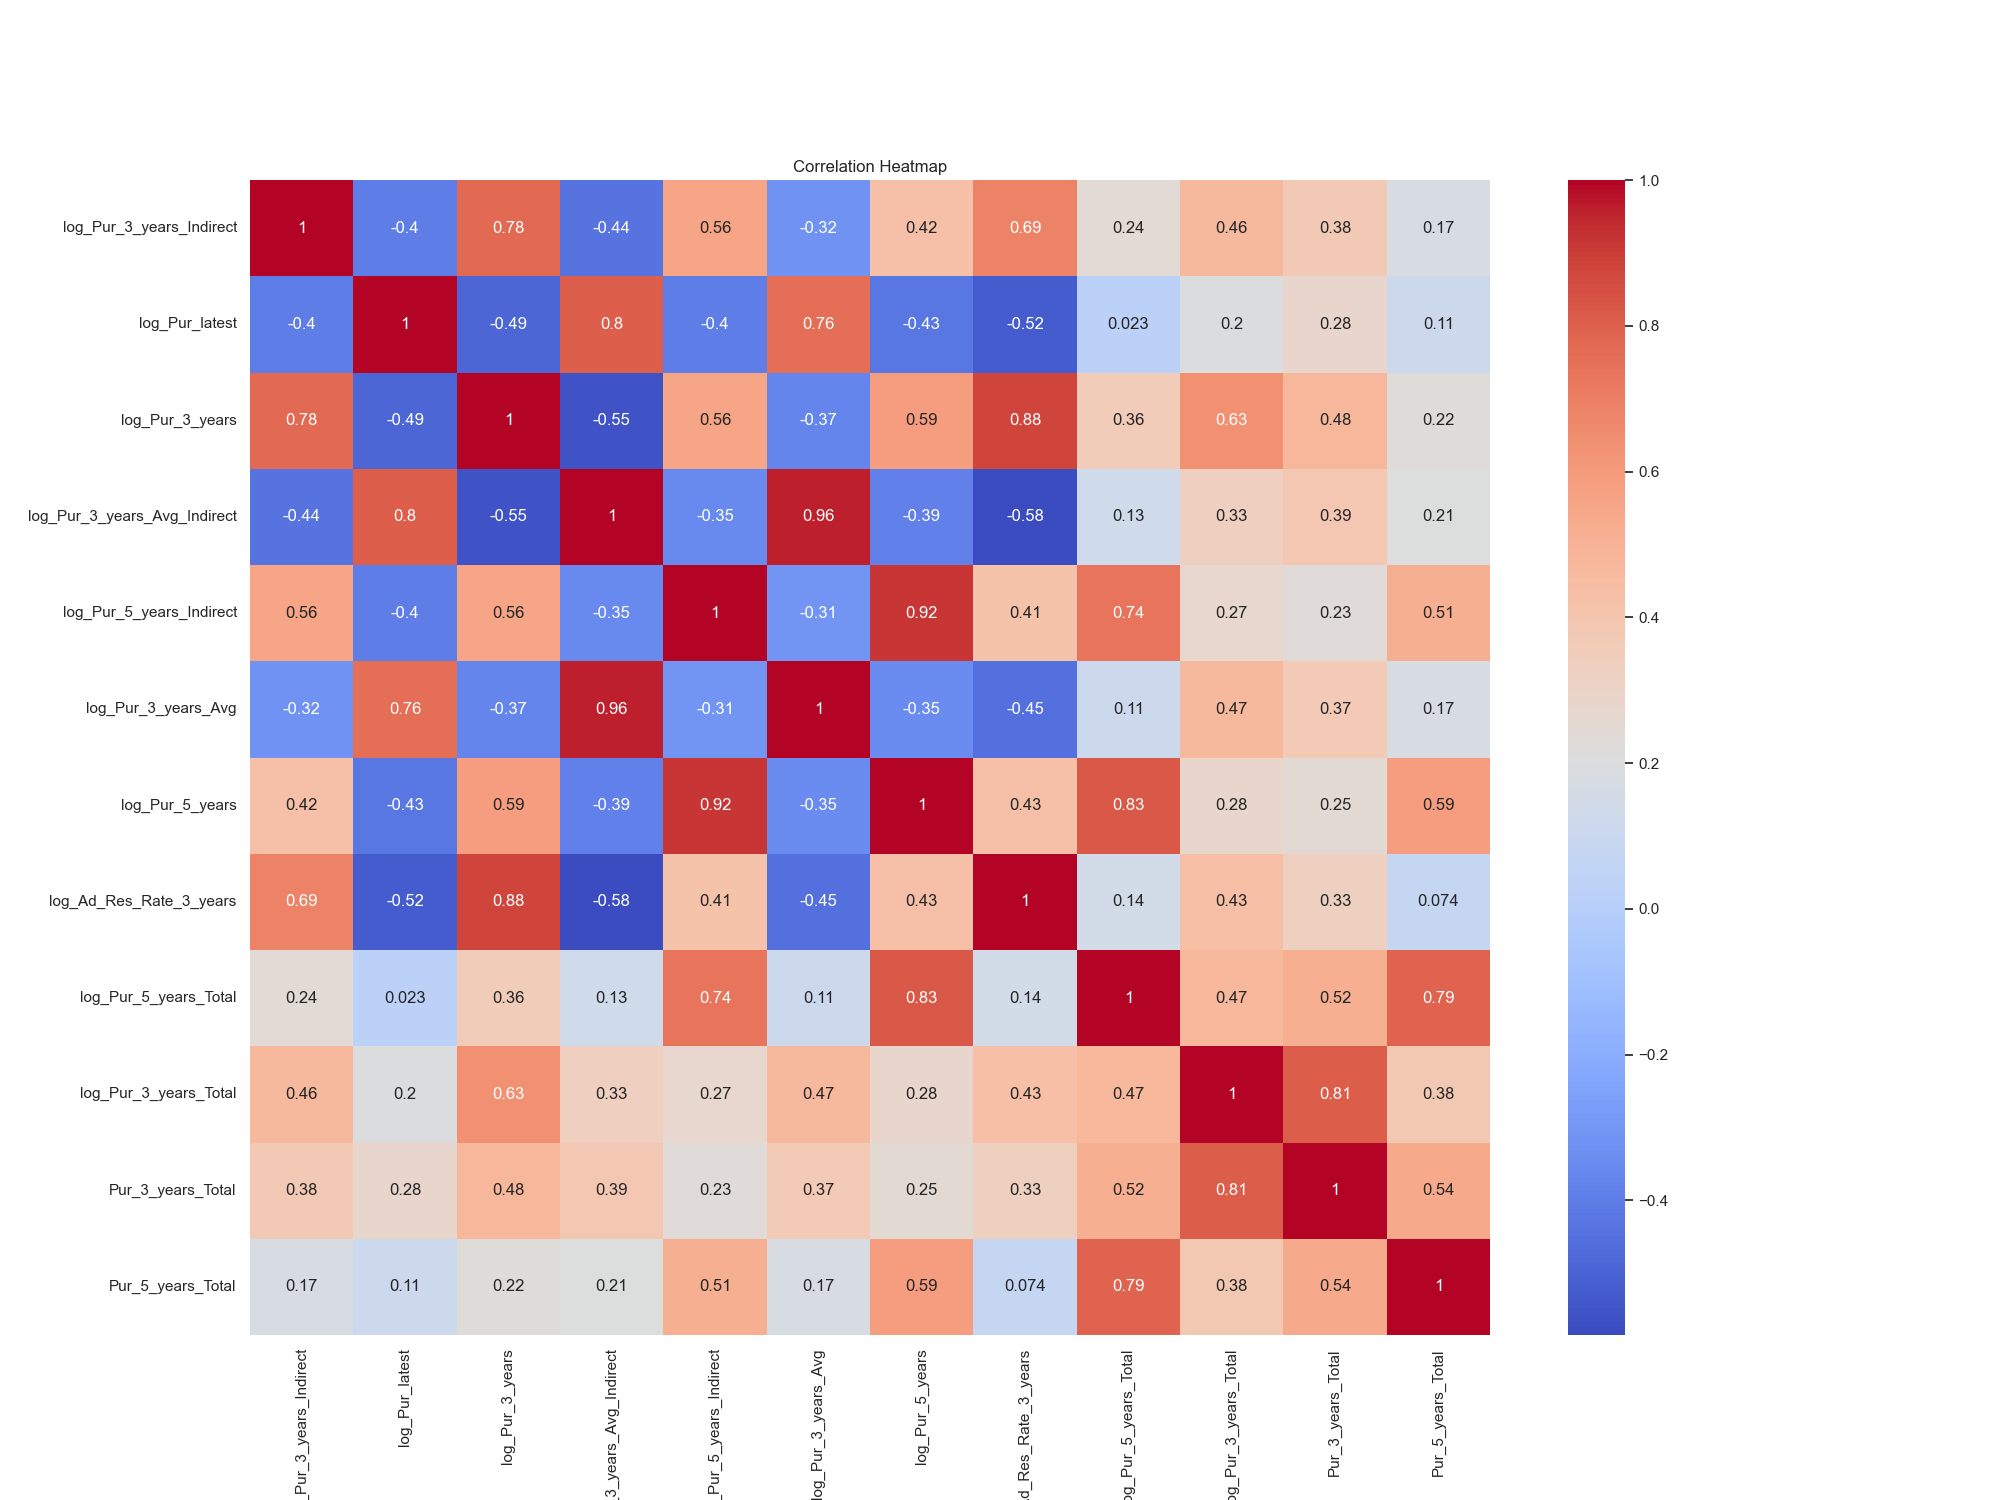 Correlation Heatmap
log_Pur_3_years_Indirect 1 -0.4 0.78 -0.44 0.56 -0.32 0.42 0.69 0.24 0.46 0.38 0.17
log_Pur_latest -0.4 1 -0.49 0.8 -0.4 0.76 -0.43 -0.52 0.023 0.2 0.28 0.11
log_Pur_3_years 0.78 -0.49 1 -0.55 0.56 -0.37 0.59 0.88 0.36 0.63 0.48 0.22
log_Pur_3_years_Avg_Indirect -0.44 0.8 -0.55 1 -0.35 0.96 -0.39 -0.58 0.13 0.33 0.39 0.21
log_Pur_5_years_Indirect 0.56 -0.4 0.56 -0.35 1 -0.31 0.92 0.41 0.74 0.27 0.23 0.51
log_Pur_3_years_Avg -0.32 0.76 -0.37 0.96 -0.31 1 -0.35 -0.45 0.11 0.47 0.37 0.17
log_Pur_5_years 0.42 -0.43 0.59 -0.39 0.92 -0.35 1 0.43 0.83 0.28 0.25 0.59
log_Ad_Res_Rate_3_years 0.69 -0.52 0.88 -0.58 0.41 -0.45 0.43 1 0.14 0.43 0.33 0.074
log_Pur_5_years_Total 0.24 0.023 0.36 0.13 0.74 0.11 0.83 0.14 1 0.47 0.52 0.79
log_Pur_3_years_Total 0.46 0.2 0.63 0.33 0.27 0.47 0.28 0.43 0.47 1 0.81 0.38
Pur_3_years_Total 0.38 0.28 0.48 0.39 0.23 0.37 0.25 0.33 0.52 0.81 1 0.54
Pur_5_years_Total 0.17 0.11 0.22 0.21 0.51 0.17 0.59 0.074 0.79 0.38 0.54 1
_Pur_3_years_Indirect
log_Pur_latest
log_Pur_3_years
_3_years_Avg_Indirect
_Pur_5_years_Indirect
log_Pur_3_years_Avg
log_Pur_5_years
Ad_Res_Rate_3_years
log_Pur_5_years_Total
og_Pur_3_years_Total
Pur_3_years_Total
Pur_5_years_Total
1.0
0.8
0.6
0.4
0.2
0.0
−0.2
−0.4